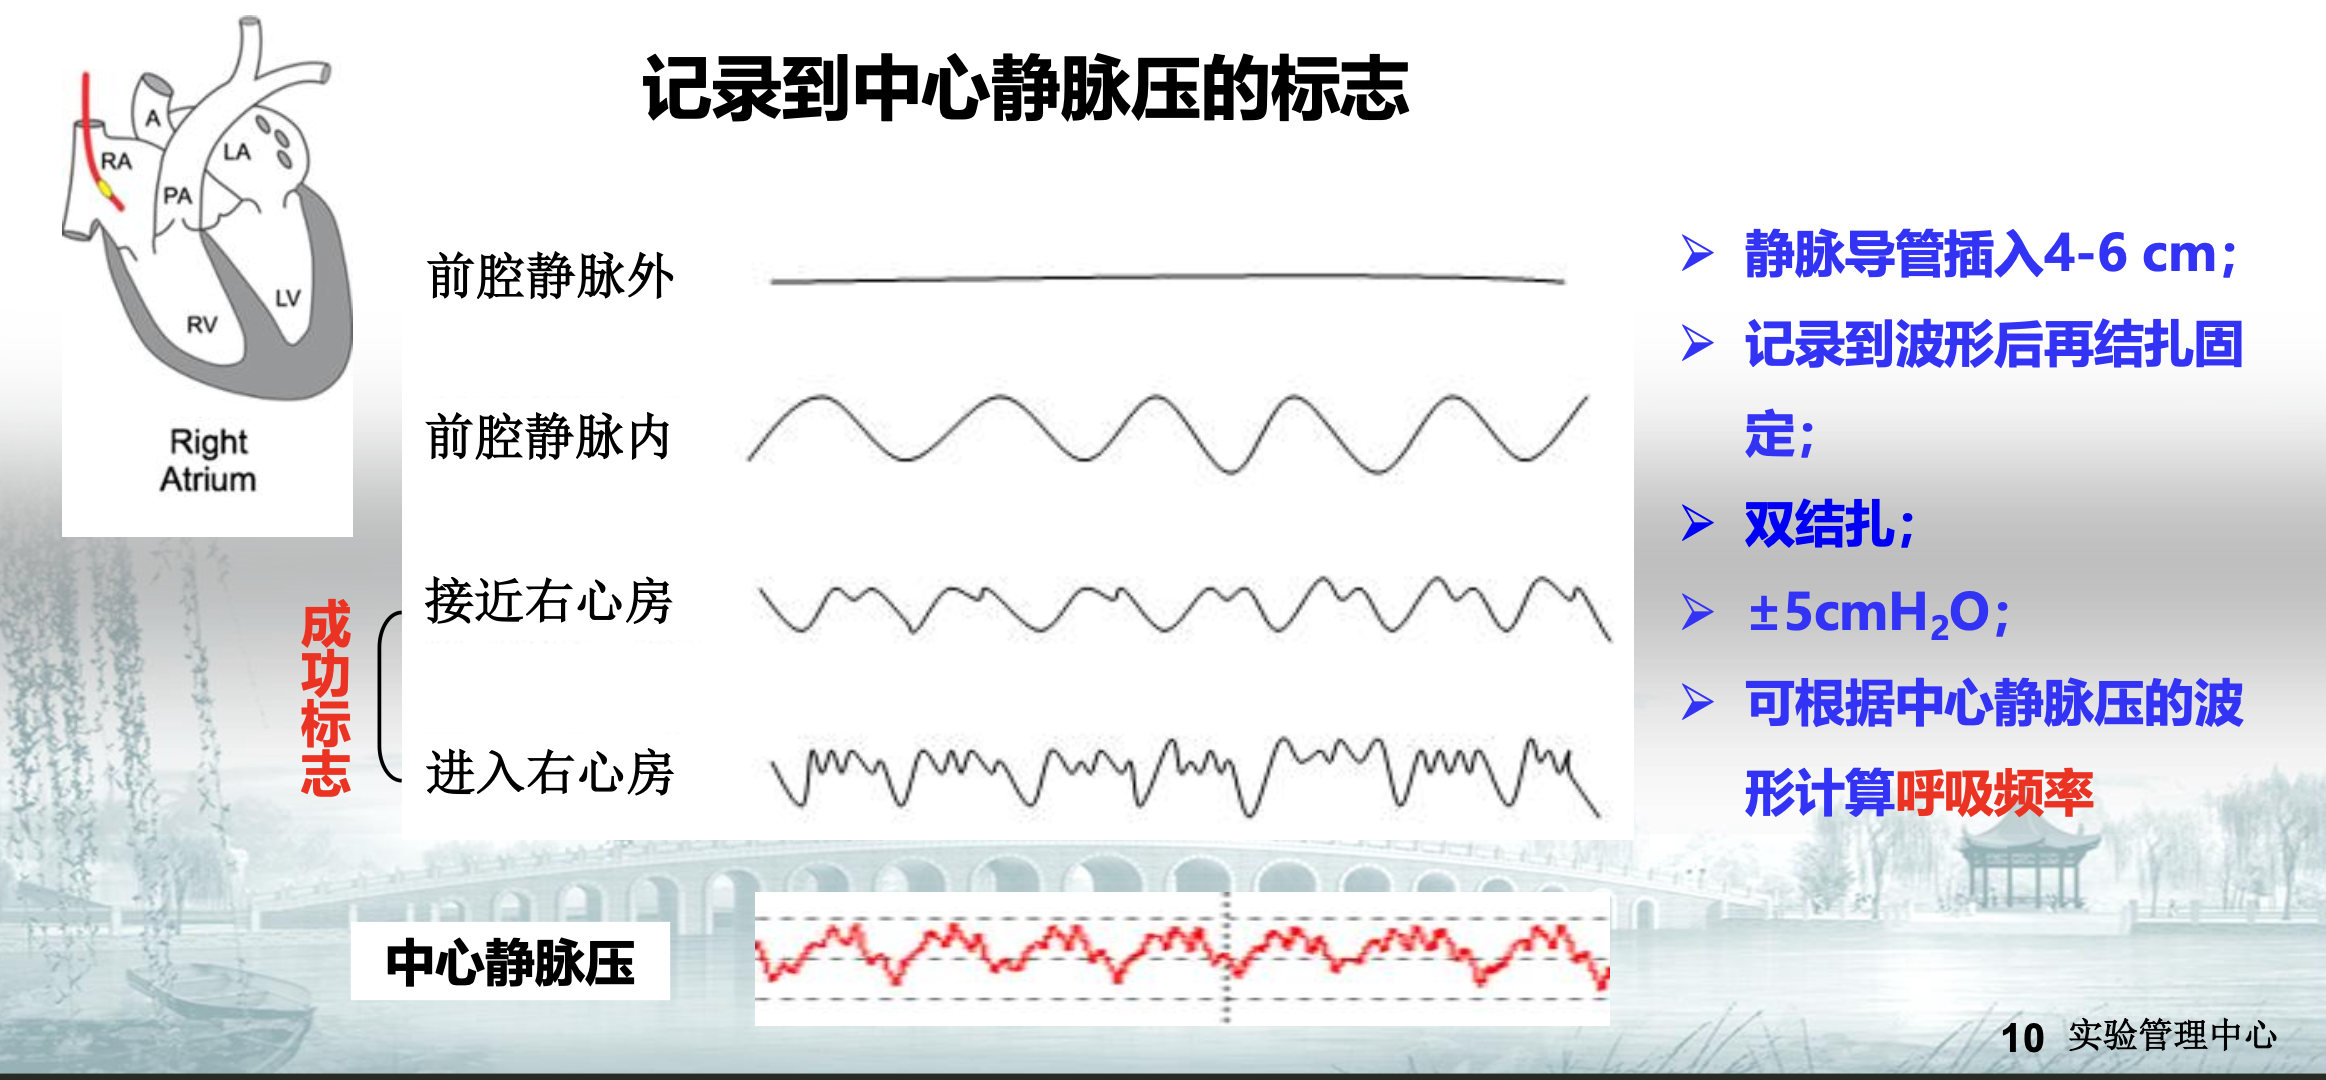 记录到中心静脉压的标志
A
RA
LA
PA
LV
RV
Right
Atrium
前腔静脉外
前腔静脉内
接近右心房
进入右心房
成功标志
中心静脉压
➢ 静脉导管插入4-6 cm；
➢ 记录到波形后再结扎固
定；
➢ 双结扎；
➢ ±5cmH₂O；
➢ 可根据中心静脉压的波
形计算呼吸频率
10 实验管理中心